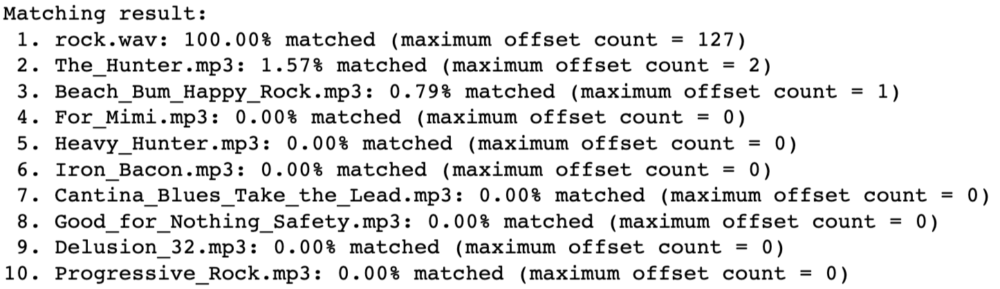 Matching result:
1. rock.wav: 100.00% matched (maximum offset count = 127)
2. The_Hunter.mp3: 1.57% matched (maximum offset count = 2)
3. Beach_Bum_Happy_Rock.mp3: 0.79% matched (maximum offset count = 1)
4. For_Mimi.mp3: 0.00% matched (maximum offset count = 0)
5. Heavy_Hunter.mp3: 0.00% matched (maximum offset count = 0)
6. Iron_Bacon.mp3: 0.00% matched (maximum offset count = 0)
7. Cantina_Blues_Take_the_Lead.mp3: 0.00% matched (maximum offset count = 0)
8. Good_for_Nothing_Safety.mp3: 0.00% matched (maximum offset count = 0)
9. Delusion_32.mp3: 0.00% matched (maximum offset count = 0)
10. Progressive_Rock.mp3: 0.00% matched (maximum offset count = 0)